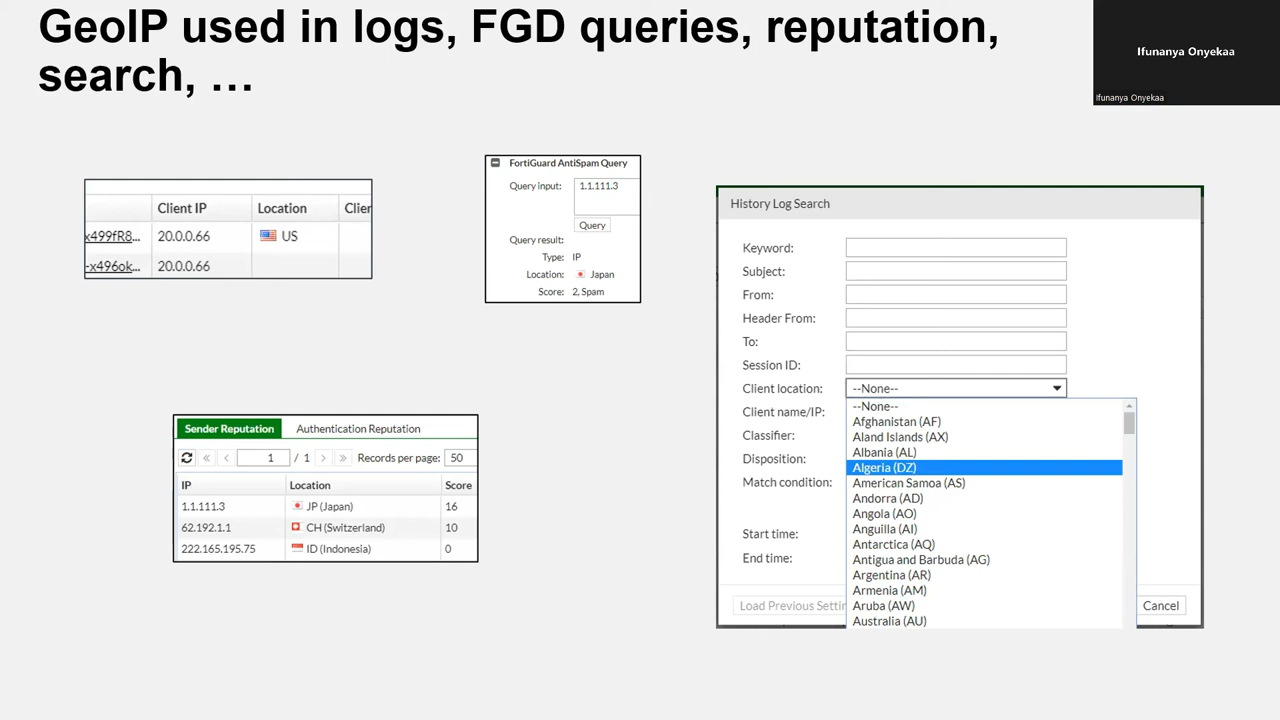 GeoIP used in logs, FGD queries, reputation,
search, …
Ifunanya Onyekaa
Ifunanya Onyekaa
Client IP Location Clier
x499fR8... 20.0.0.66 US
-x496ok... 20.0.0.66
FortiGuard AntiSpam Query
Query input: 1.1.111.3
Query
Query result:
Type: IP
Location: Japan
Score: 2, Spam
Sender Reputation Authentication Reputation
1 / 1 Records per page: 50
IP Location Score
1.1.111.3 JP (Japan) 16
62.192.1.1 CH (Switzerland) 10
222.165.195.75 ID (Indonesia) 0
History Log Search
Keyword:
Subject:
From:
Header From:
To:
Session ID:
Client location: --None--
Client name/IP:
Classifier:
Disposition:
Match condition:
Start time:
End time:
--None--
Afghanistan (AF)
Aland Islands (AX)
Albania (AL)
Algeria (DZ)
American Samoa (AS)
Andorra (AD)
Angola (AO)
Anguilla (AI)
Antarctica (AQ)
Antigua and Barbuda (AG)
Argentina (AR)
Armenia (AM)
Aruba (AW)
Australia (AU)
Load Previous Settin
Cancel